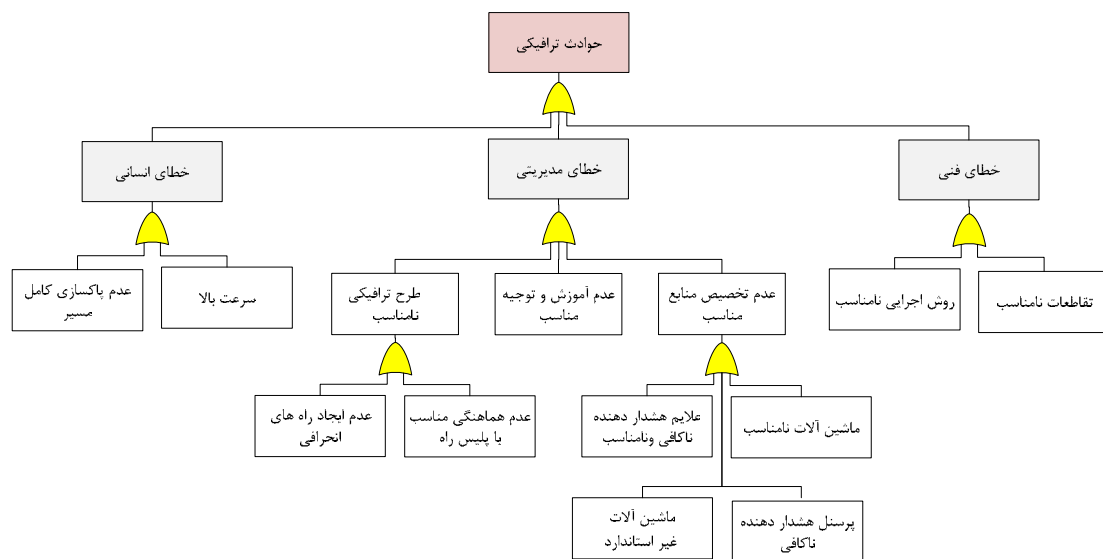 حوادث ترافیکی
خطای فنی
خطای مدیریتی
خطای انسانی
تقاطعات نامناسب
روش اجرایی نامناسب
عدم تخصیص منابع
مناسب
عدم آموزش و توجیه
مناسب
طرح ترافیکی
نامناسب
سرعت بالا
عدم پاکسازی کامل
مسیر
ماشین آلات نامناسب
علایم هشدار دهنده
ناکافی ونامناسب
عدم هماهنگی مناسب
با پلیس راه
عدم ایجاد راه های
انحرافی
پرسنل هشدار دهنده
ناکافی
ماشین آلات
غیر استاندارد